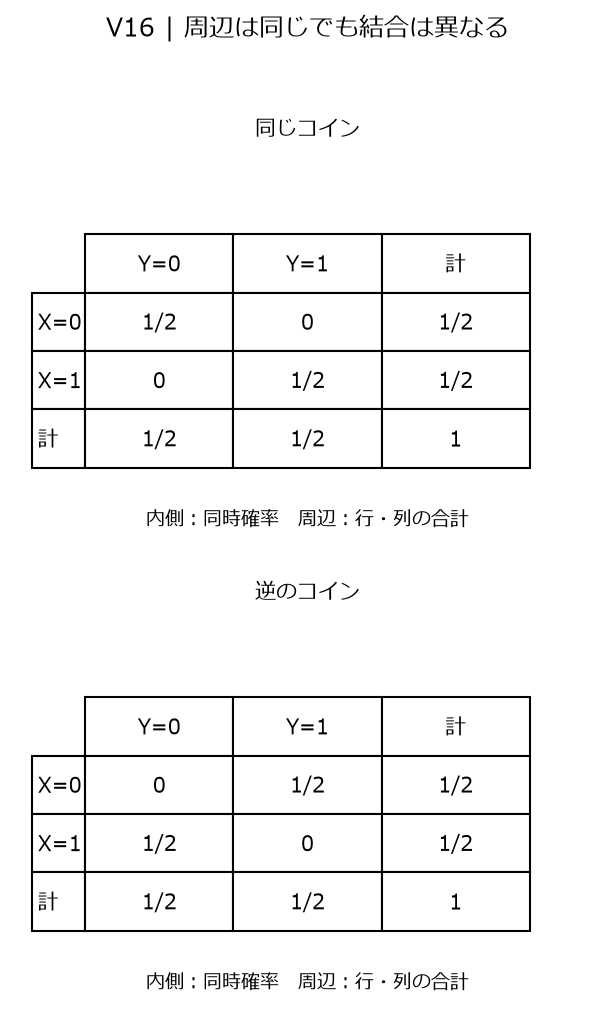 V16 | 周辺は同じでも結合は異なる
同じコイン
Y=0 Y=1 計
X=0 1/2 0 1/2
X=1 0 1/2 1/2
計 1/2 1/2 1
内側：同時確率　周辺：行・列の合計
逆のコイン
Y=0 Y=1 計
X=0 0 1/2 1/2
X=1 1/2 0 1/2
計 1/2 1/2 1
内側：同時確率　周辺：行・列の合計